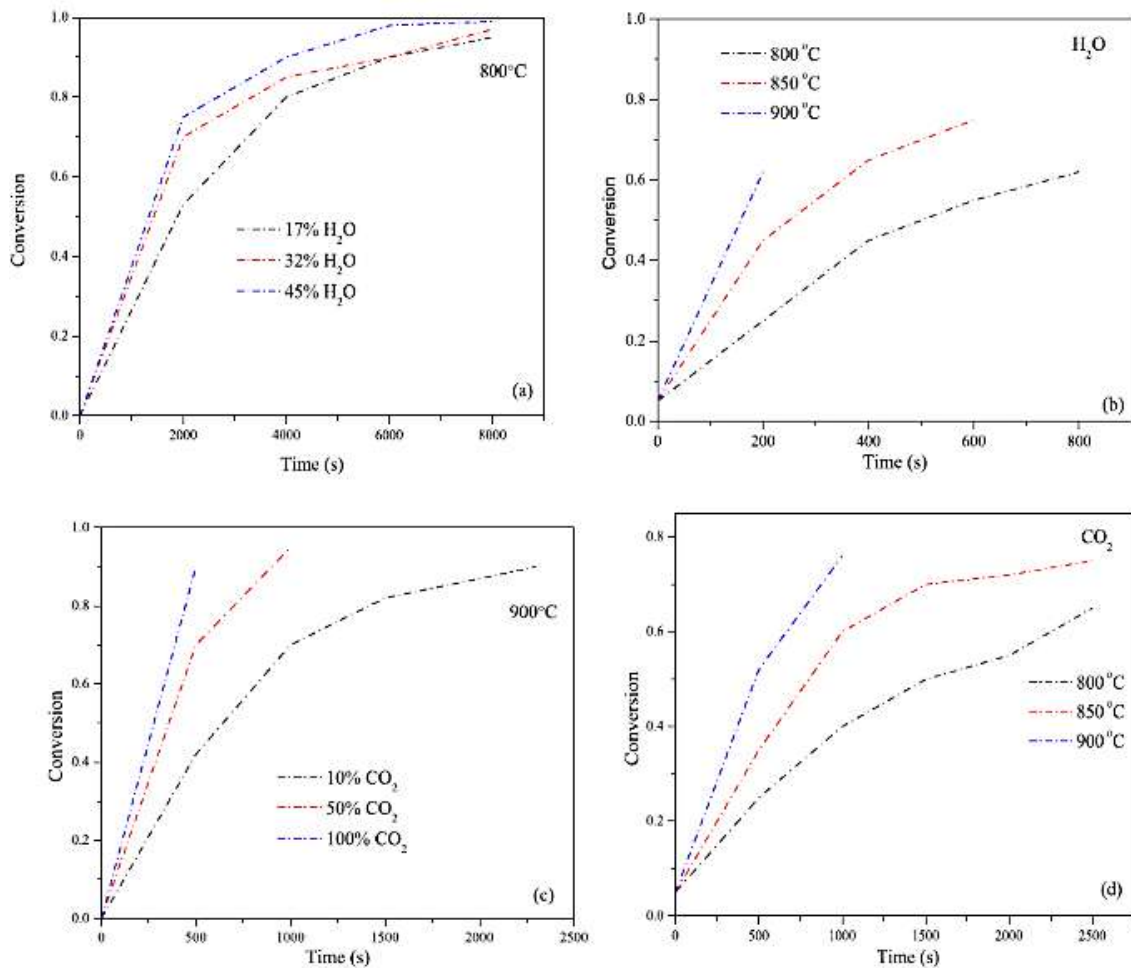 1.0
0.8
0.6
0.4
0.2
0.0
Conversion
800°C
17% H₂O
32% H₂O
45% H₂O
(a)
0 2000 4000 6000 8000
Time (s)
1.0
0.8
0.6
0.4
0.2
0.0
Conversion
H₂O
800 °C
850 °C
900 °C
(b)
0 200 400 600 800
Time (s)
1.0
0.8
0.6
0.4
0.2
0.0
Conversion
900°C
10% CO₂
50% CO₂
100% CO₂
(c)
0 500 1000 1500 2000 2500
Time (s)
0.8
0.6
0.4
0.2
0.0
Conversion
CO₂
800 °C
850 °C
900 °C
(d)
0 500 1000 1500 2000 2500
Time (s)